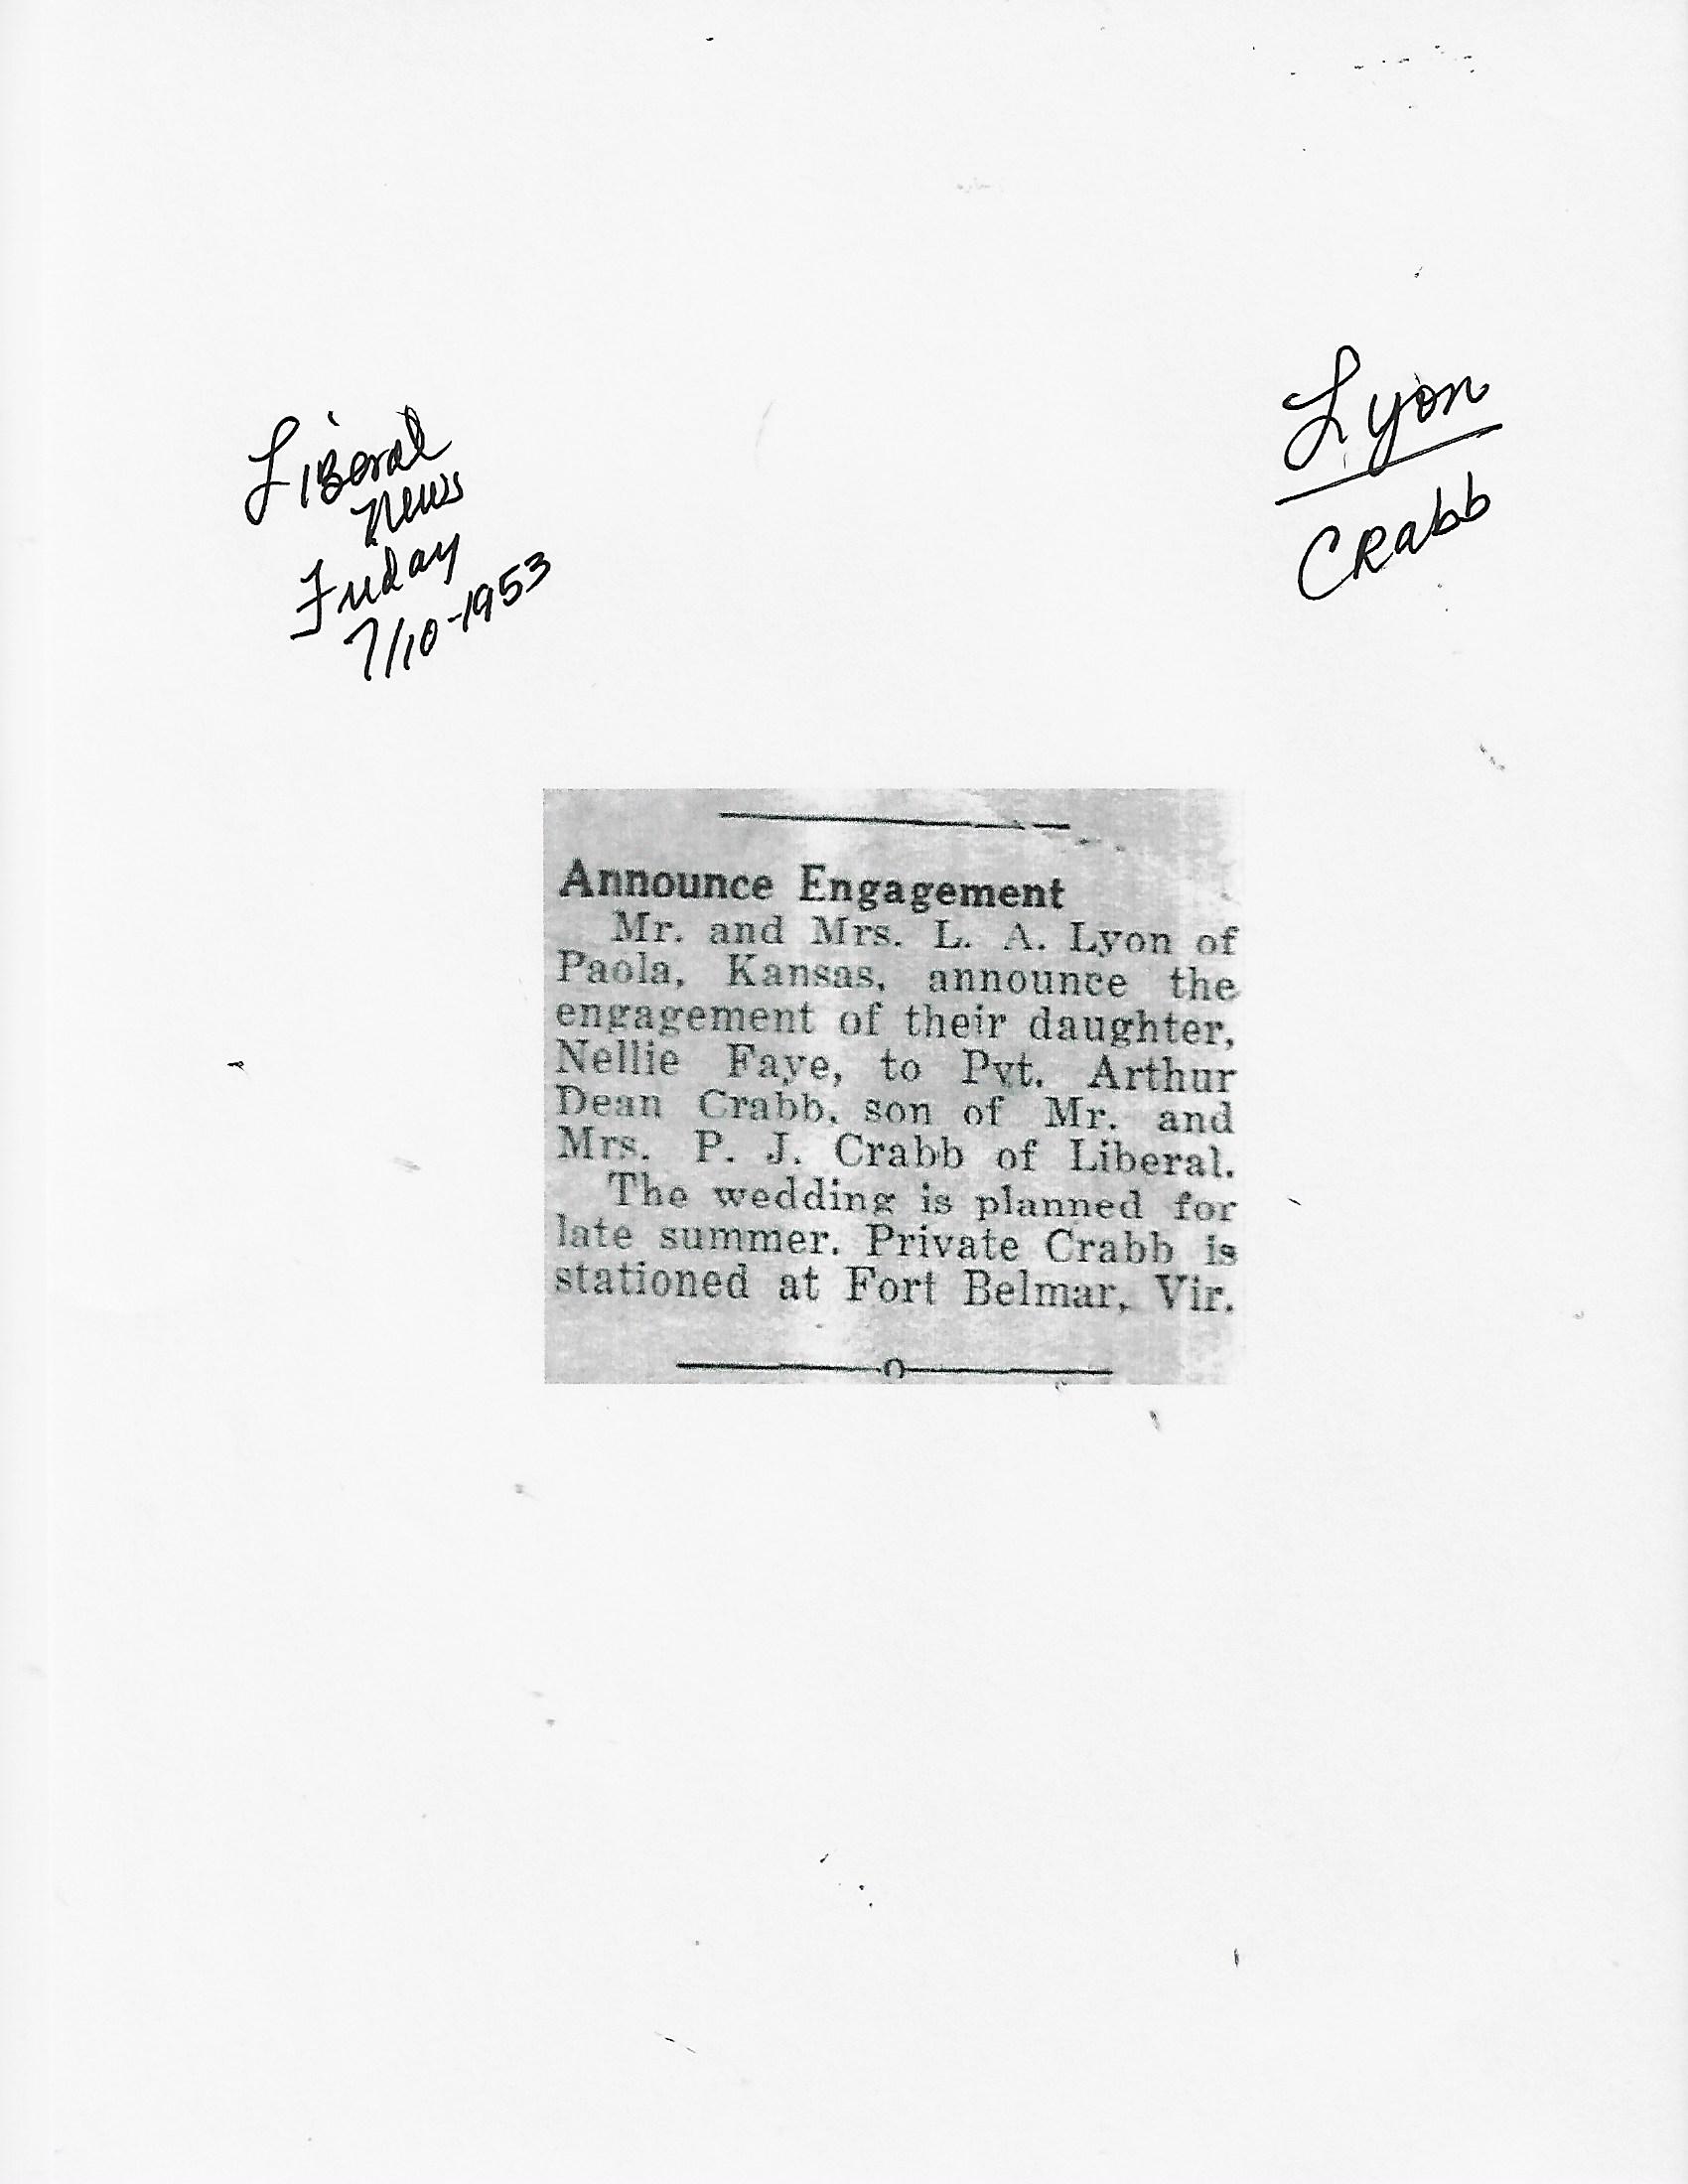 Liberal
News
Friday
7/10-1953
Lyon
Crabb
Announce Engagement
Mr. and Mrs. L. A. Lyon of
Paola, Kansas, announce the
engagement of their daughter,
Nellie Faye, to Pvt. Arthur
Dean Crabb, son of Mr. and
Mrs. P. J. Crabb of Liberal.
The wedding is planned for
late summer. Private Crabb is
stationed at Fort Belmar, Vir.